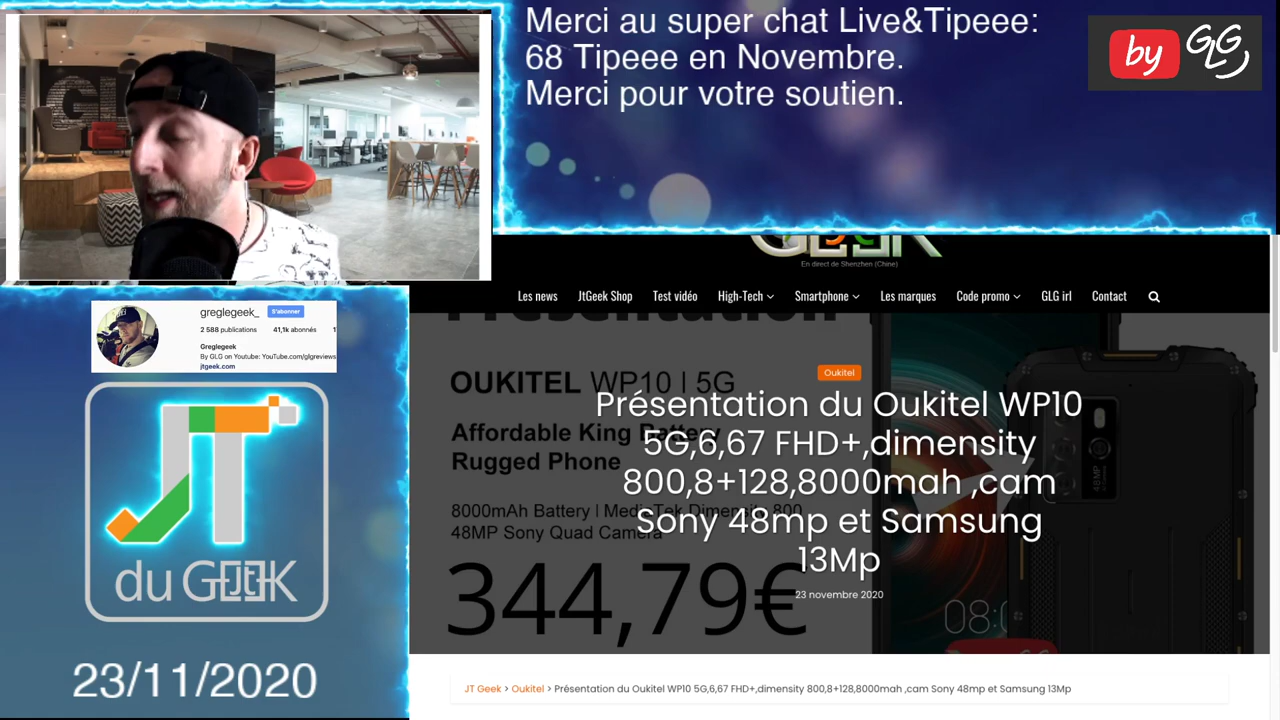 Merci au super chat Live&Tipeee:
68 Tipeee en Novembre.
Merci pour votre soutien.
by GLG
En direct de Shenzhen (Chine)
Les news JtGeek Shop Test vidéo High-Tech Smartphone Les marques Code promo GLG irl Contact
greglegeek_ S'abonner
2 588 publications 41,1k abonnés 1
Greglegeek
By GLG on Youtube: YouTube.com/glgreviews
jtgeek.com
JT
du GEEK
23/11/2020
Présentation
OUKITEL WP10 | 5G
Affordable King Battery
Rugged Phone
8000mAh Battery | MediaTek Dimensity 800
48MP Sony Quad Camera
344,79€
Oukitel
Présentation du Oukitel WP10
5G,6,67 FHD+,dimensity
800,8+128,8000mah ,cam
Sony 48mp et Samsung
13Mp
23 novembre 2020
48MP
08:0
JT Geek > Oukitel > Présentation du Oukitel WP10 5G,6,67 FHD+,dimensity 800,8+128,8000mah ,cam Sony 48mp et Samsung 13Mp